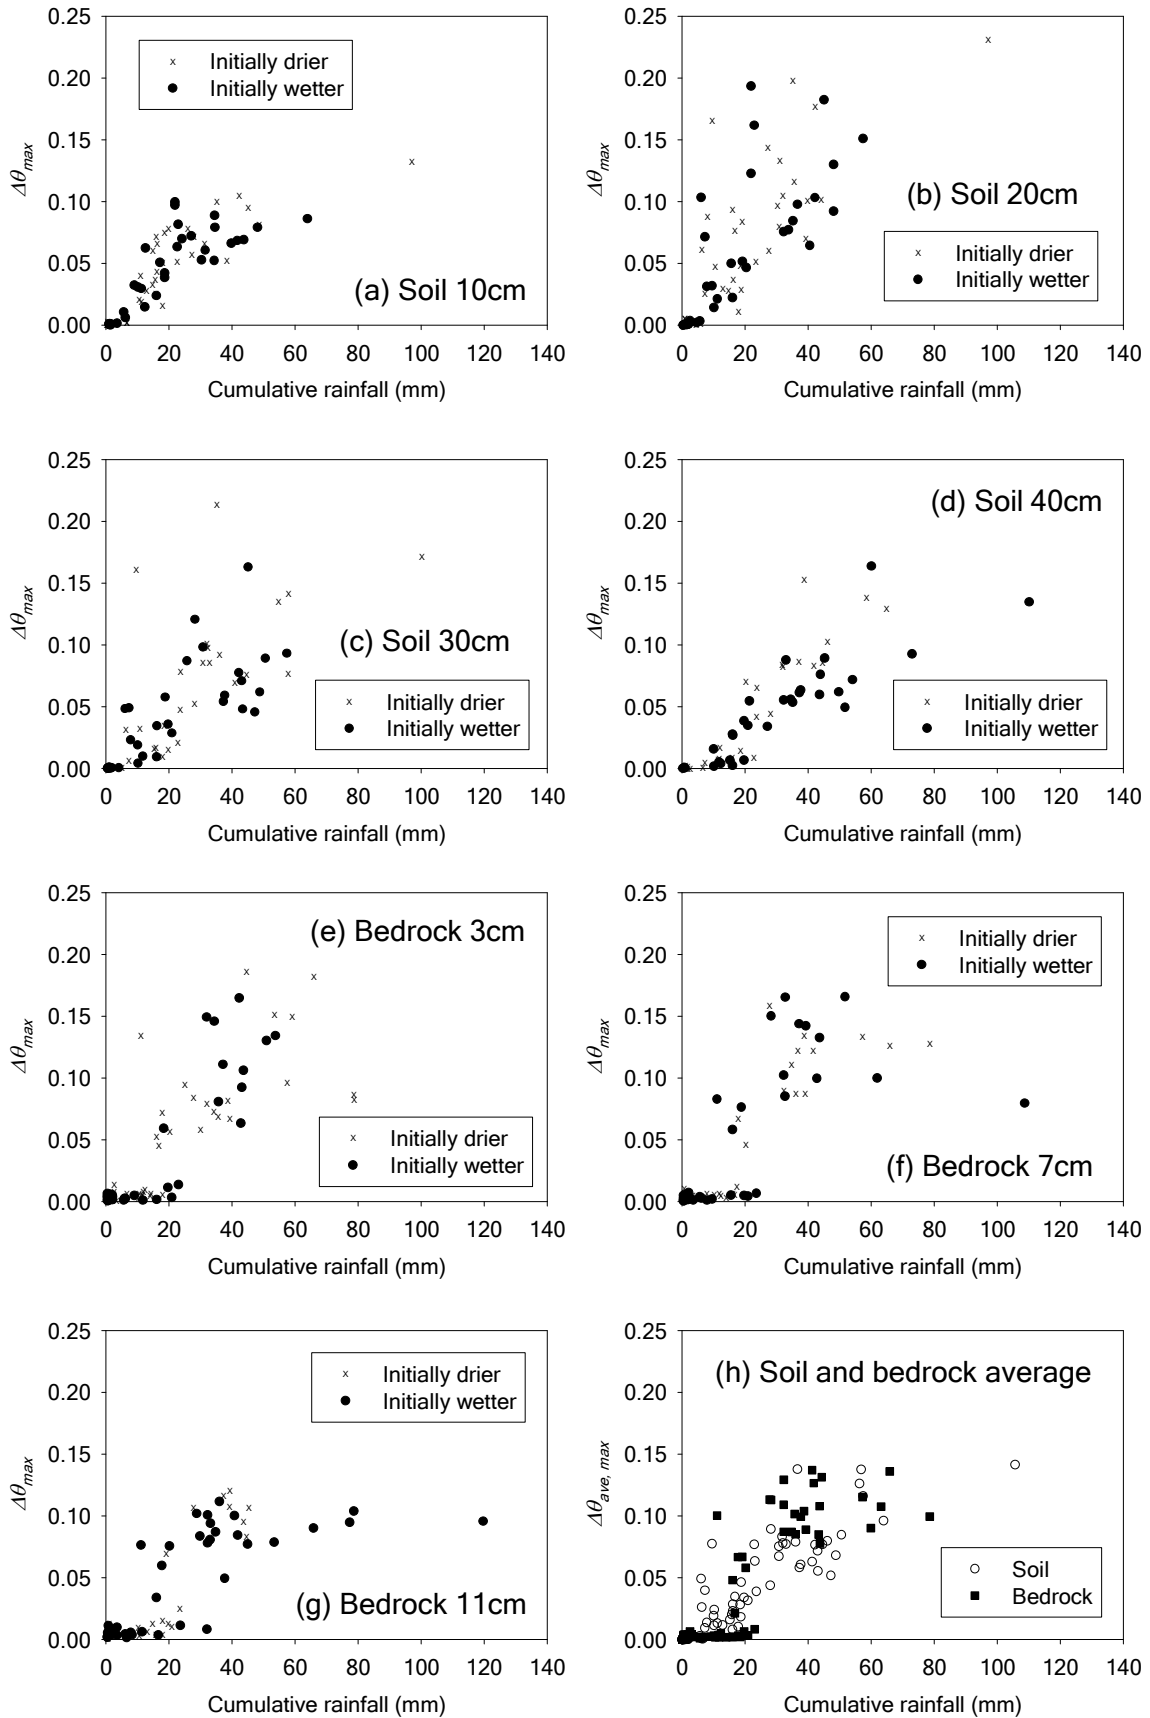 0.25
0.20
0.15
0.10
0.05
0.00
Δθmax
Initially drier
Initially wetter
(a) Soil 10cm
0 20 40 60 80 100 120 140
Cumulative rainfall (mm)
0.25
0.20
0.15
0.10
0.05
0.00
Δθmax
(b) Soil 20cm
Initially drier
Initially wetter
0 20 40 60 80 100 120 140
Cumulative rainfall (mm)
0.25
0.20
0.15
0.10
0.05
0.00
Δθmax
(c) Soil 30cm
Initially drier
Initially wetter
0 20 40 60 80 100 120 140
Cumulative rainfall (mm)
0.25
0.20
0.15
0.10
0.05
0.00
Δθmax
(d) Soil 40cm
Initially drier
Initially wetter
0 20 40 60 80 100 120 140
Cumulative rainfall (mm)
0.25
0.20
0.15
0.10
0.05
0.00
Δθmax
(e) Bedrock 3cm
Initially drier
Initially wetter
0 20 40 60 80 100 120 140
Cumulative rainfall (mm)
0.25
0.20
0.15
0.10
0.05
0.00
Δθmax
Initially drier
Initially wetter
(f) Bedrock 7cm
0 20 40 60 80 100 120 140
Cumulative rainfall (mm)
0.25
0.20
0.15
0.10
0.05
0.00
Δθmax
Initially drier
Initially wetter
(g) Bedrock 11cm
0 20 40 60 80 100 120 140
Cumulative rainfall (mm)
0.25
0.20
0.15
0.10
0.05
0.00
Δθave, max
(h) Soil and bedrock average
Soil
Bedrock
0 20 40 60 80 100 120 140
Cumulative rainfall (mm)